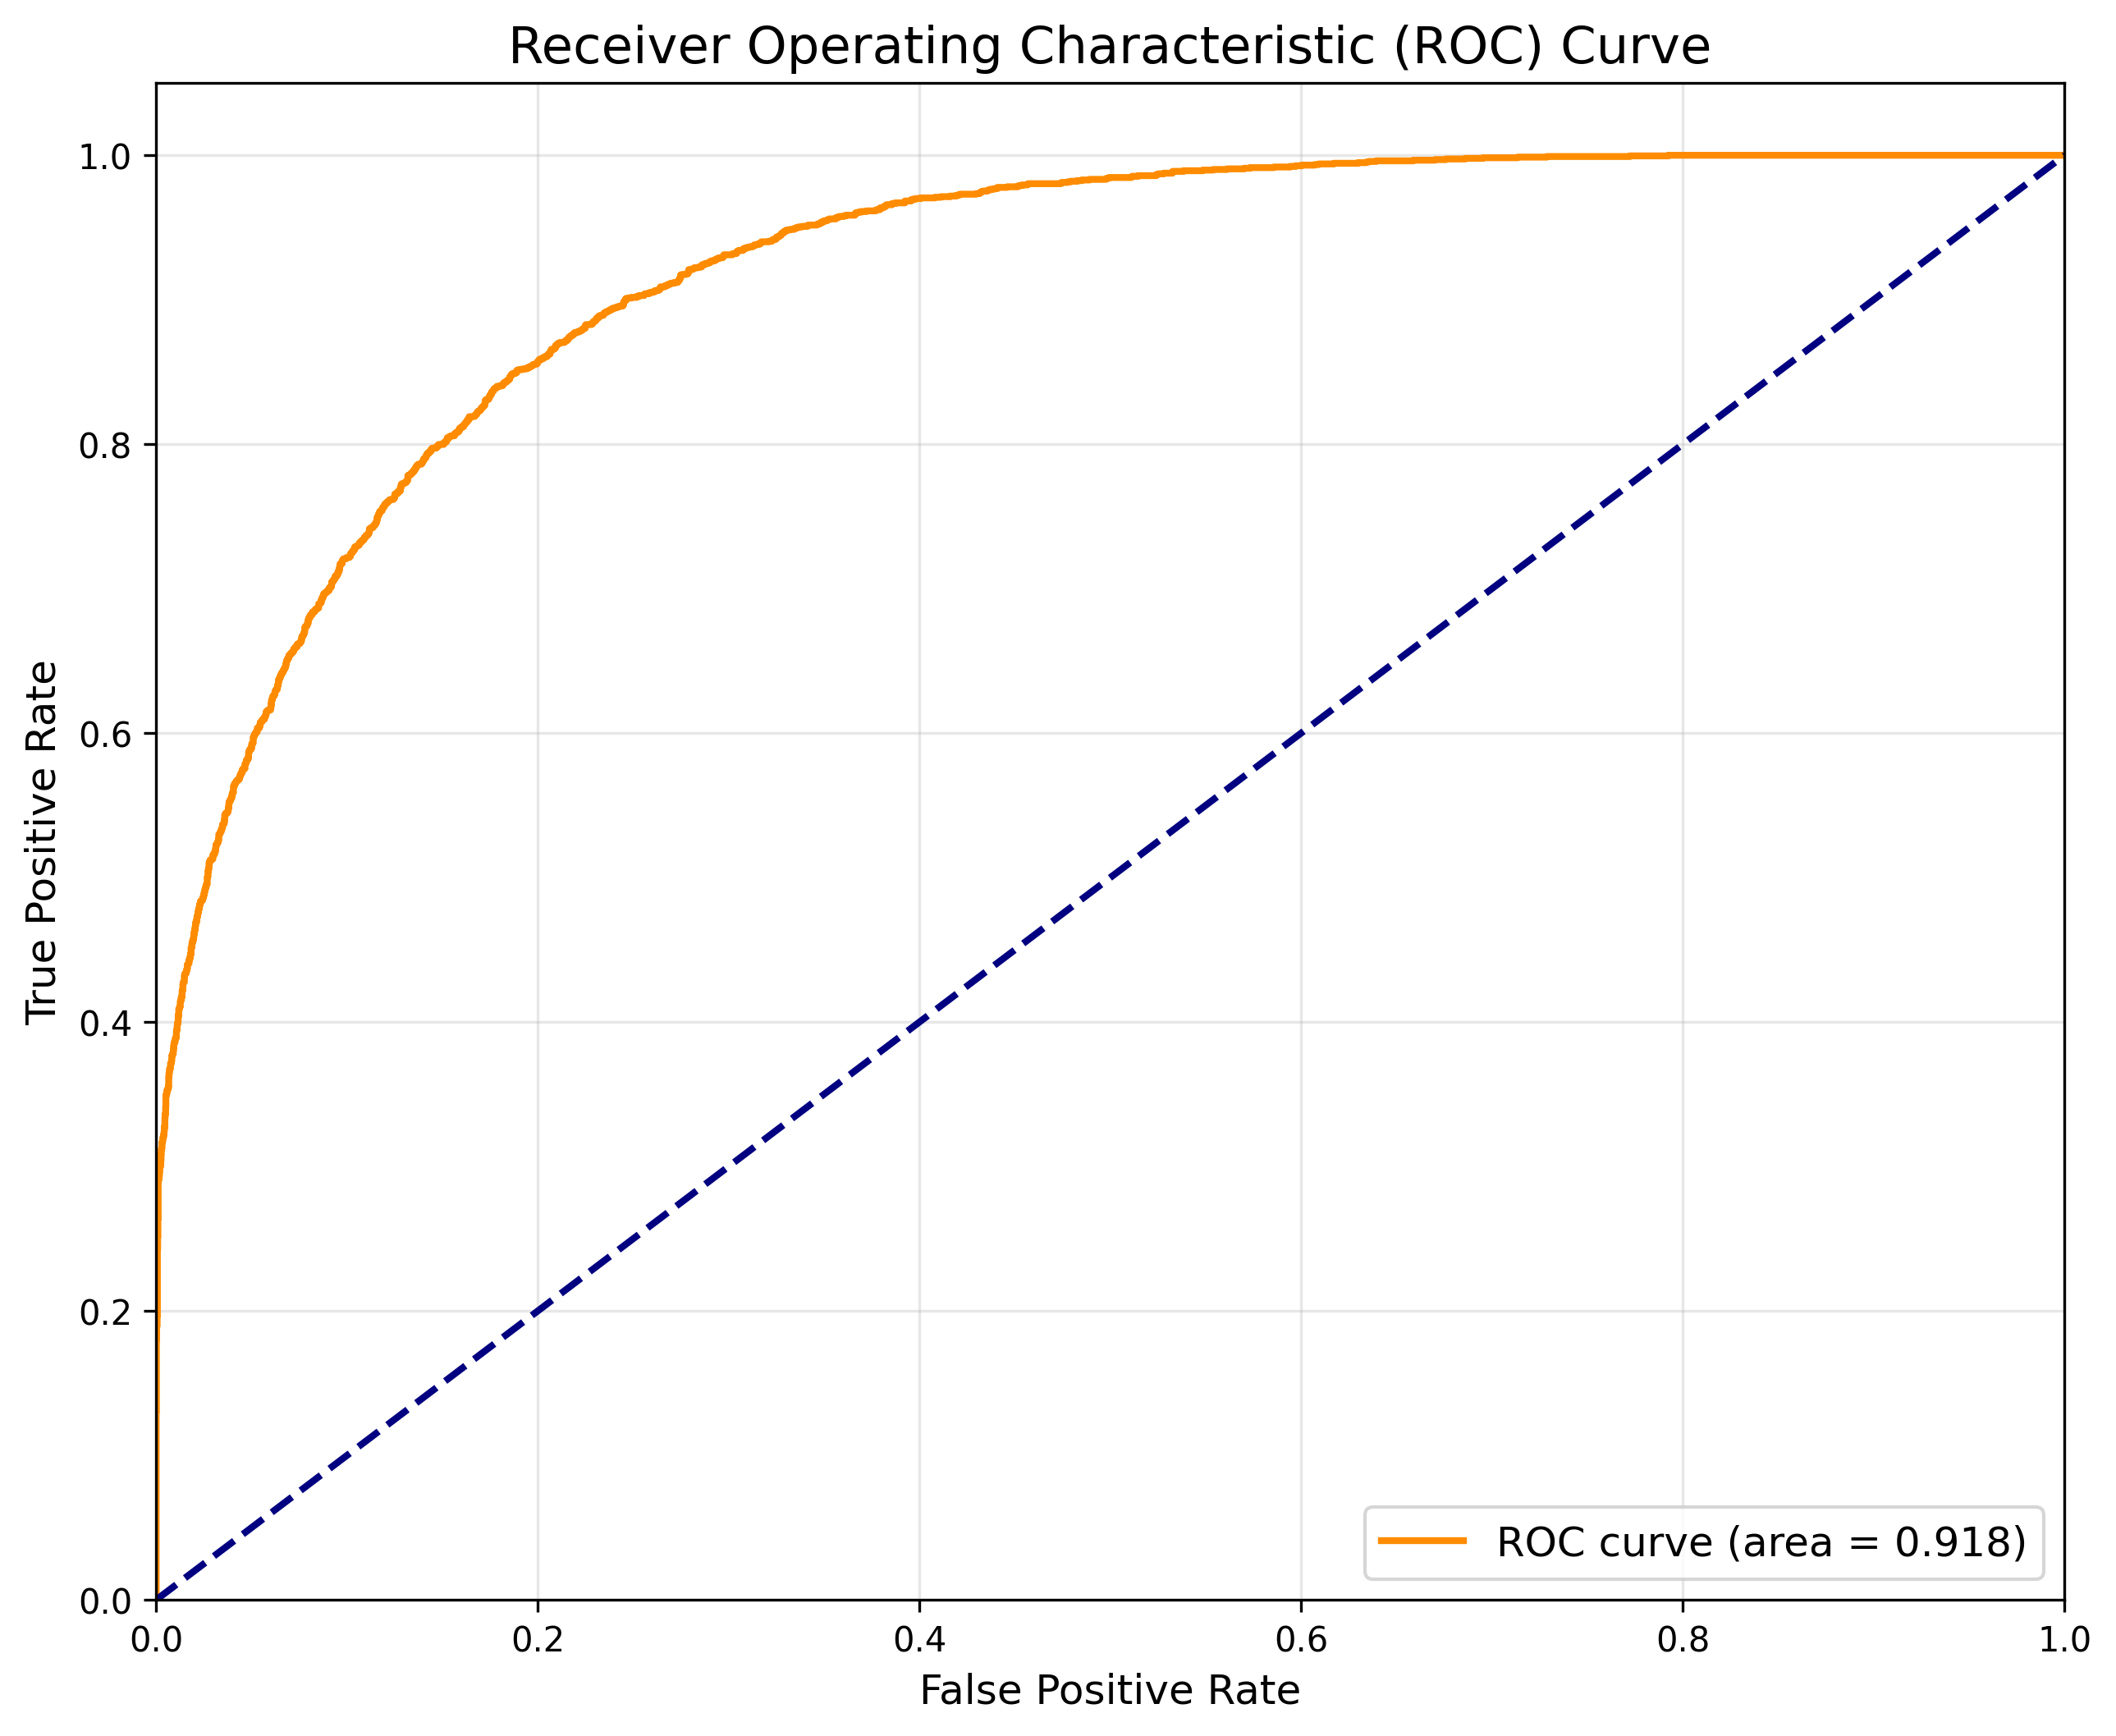 Receiver Operating Characteristic (ROC) Curve
1.0
0.8
0.6
0.4
0.2
0.0
True Positive Rate
0.0 0.2 0.4 0.6 0.8 1.0
False Positive Rate
ROC curve (area = 0.918)